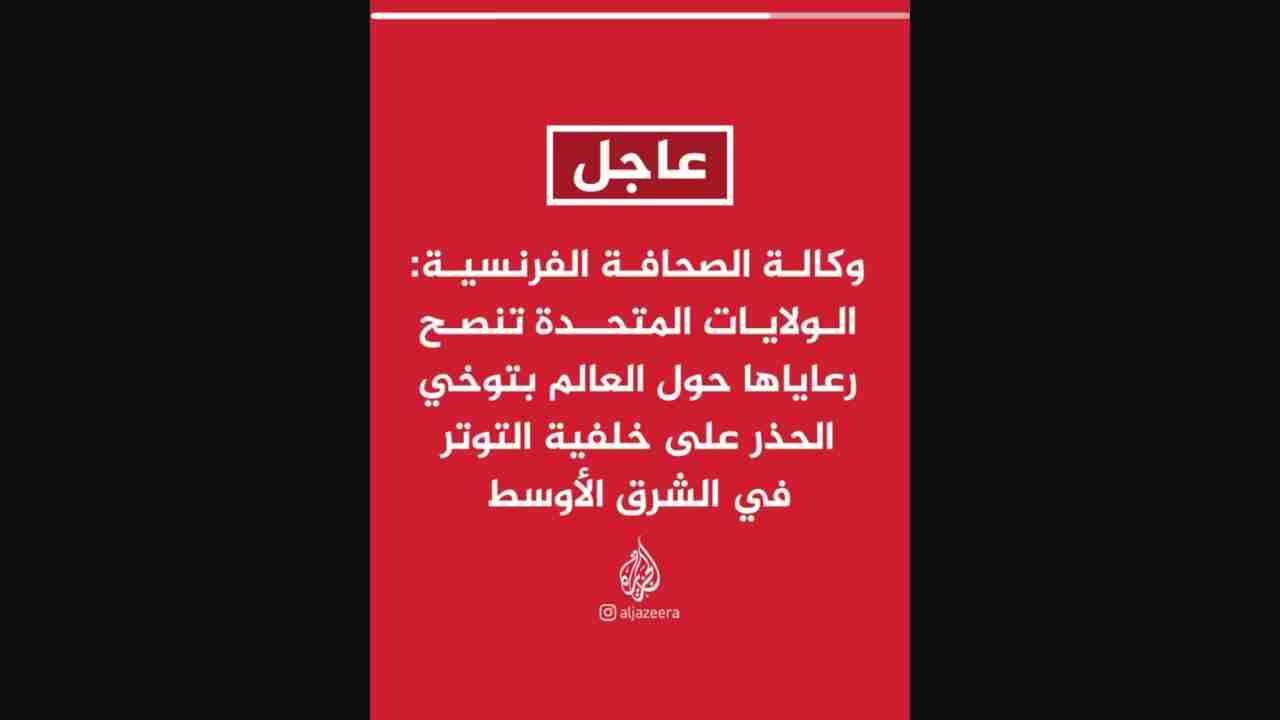 عاجل
وكالة الصحافة الفرنسية:
الولايات المتحدة تنصح
رعاياها حول العالم بتوخي
الحذر على خلفية التوتر
في الشرق الأوسط
الجزيرة
aljazeera